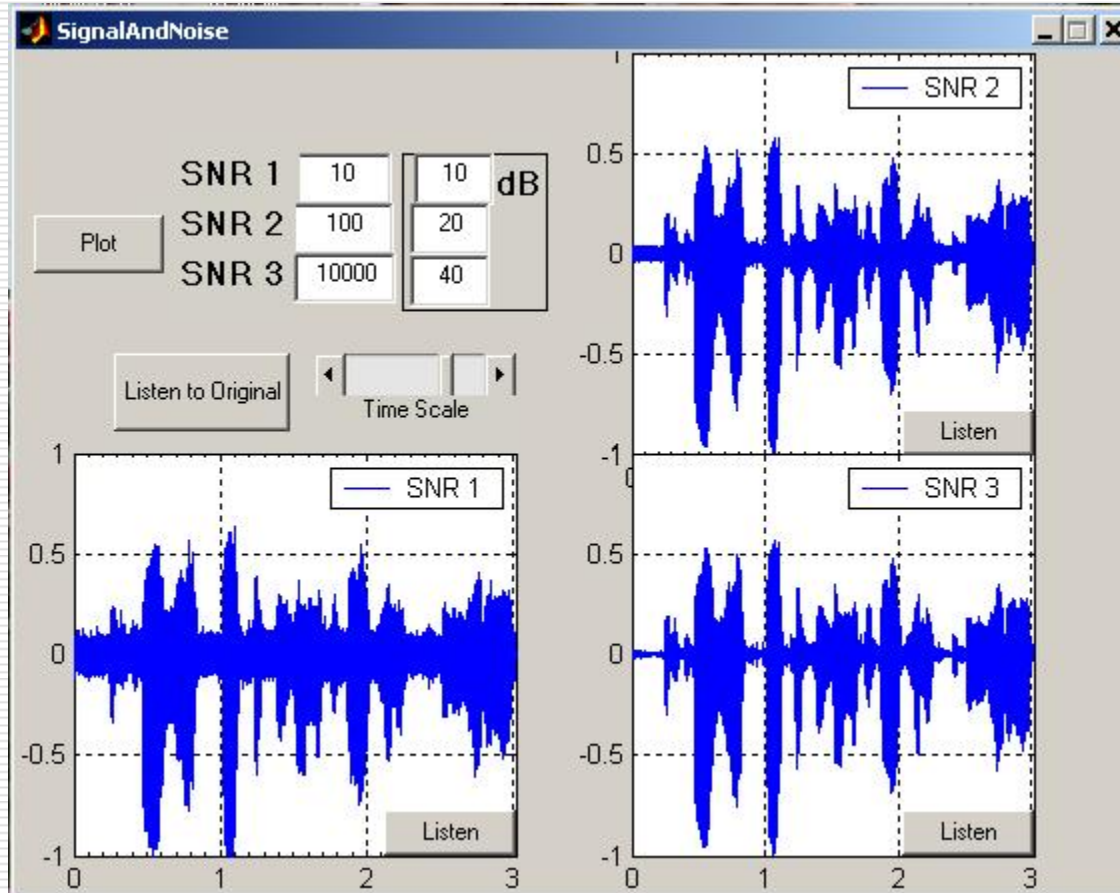 SignalAndNoise
SNR 1 10 10 dB
SNR 2 100 20
SNR 3 10000 40
Plot
Listen to Original
Time Scale
1
SNR 2
0.5
0
-0.5
Listen
-1
0
1
SNR 1
0.5
0
-0.5
Listen
-1
0 1 2 3
SNR 3
0.5
0
-0.5
Listen
-1
0 1 2 3